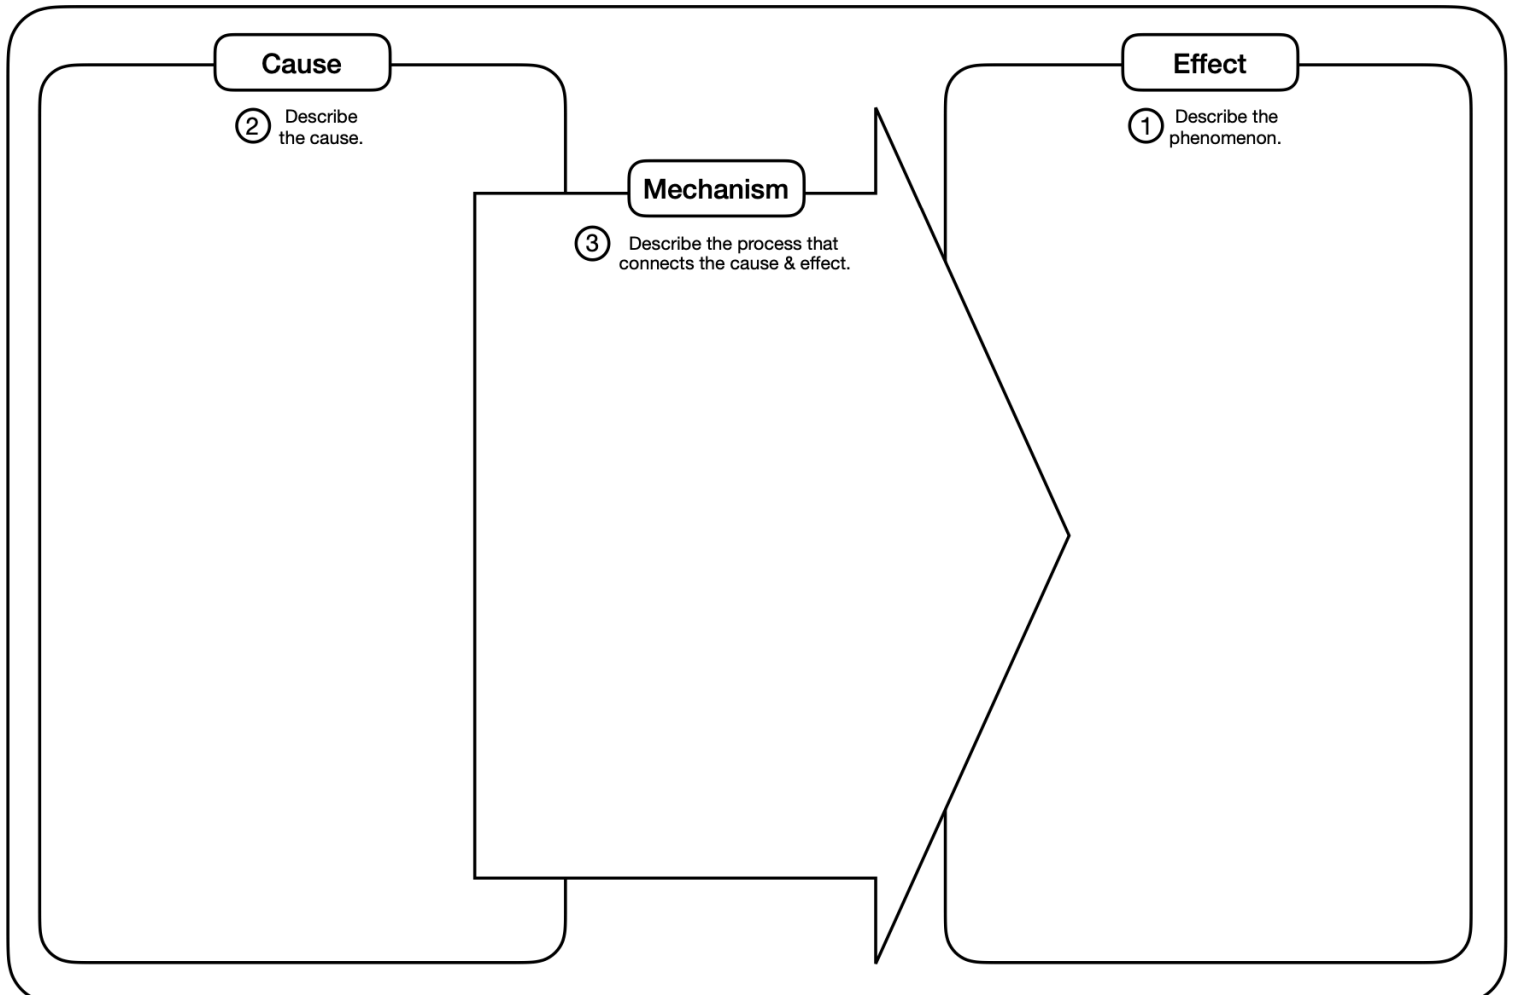 Cause
2 Describe
the cause.
Mechanism
3 Describe the process that
connects the cause & effect.
Effect
1 Describe the
phenomenon.